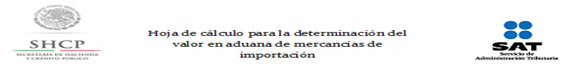 Hoja de cálculo para la determinación del
valor en aduana de mercancías de
importación
SHCP
SECRETARÍA DE HACIENDA
Y CRÉDITO PÚBLICO
SAT
Servicio de
Administración Tributaria